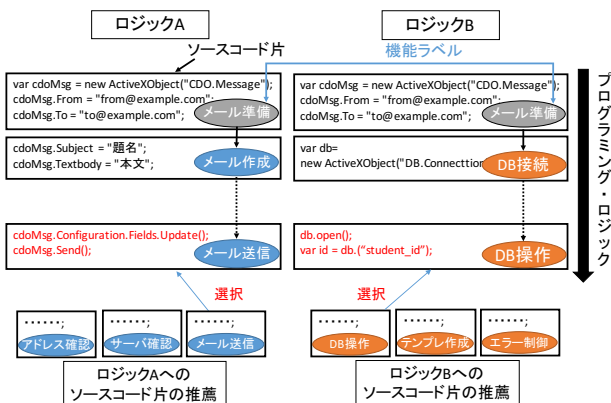 ロジックA
ロジックB
ソースコード片
機能ラベル
var cdoMsg = new ActiveXObject("CDO.Message");
cdoMsg.From = "from@example.com";
cdoMsg.To = "to@example.com";
メール準備
var cdoMsg = new ActiveXObject("CDO.Message");
cdoMsg.From = "from@example.com";
cdoMsg.To = "to@example.com";
メール準備
cdoMsg.Subject = "題名";
cdoMsg.Textbody = "本文";
メール作成
var db=
new ActiveXObject("DB.Connecttion
DB接続
cdoMsg.Configuration.Fields.Update();
cdoMsg.Send();
メール送信
db.open();
var id = db.("student_id");
DB操作
プログラミング・ロジック
選択
選択
・・・・・・;
アドレス確認
・・・・・・;
サーバ確認
・・・・・・;
メール送信
・・・・・・;
DB操作
・・・・・・;
テンプレ作成
・・・・・・;
エラー制御
ロジックAへの
ソースコード片の推薦
ロジックBへの
ソースコード片の推薦